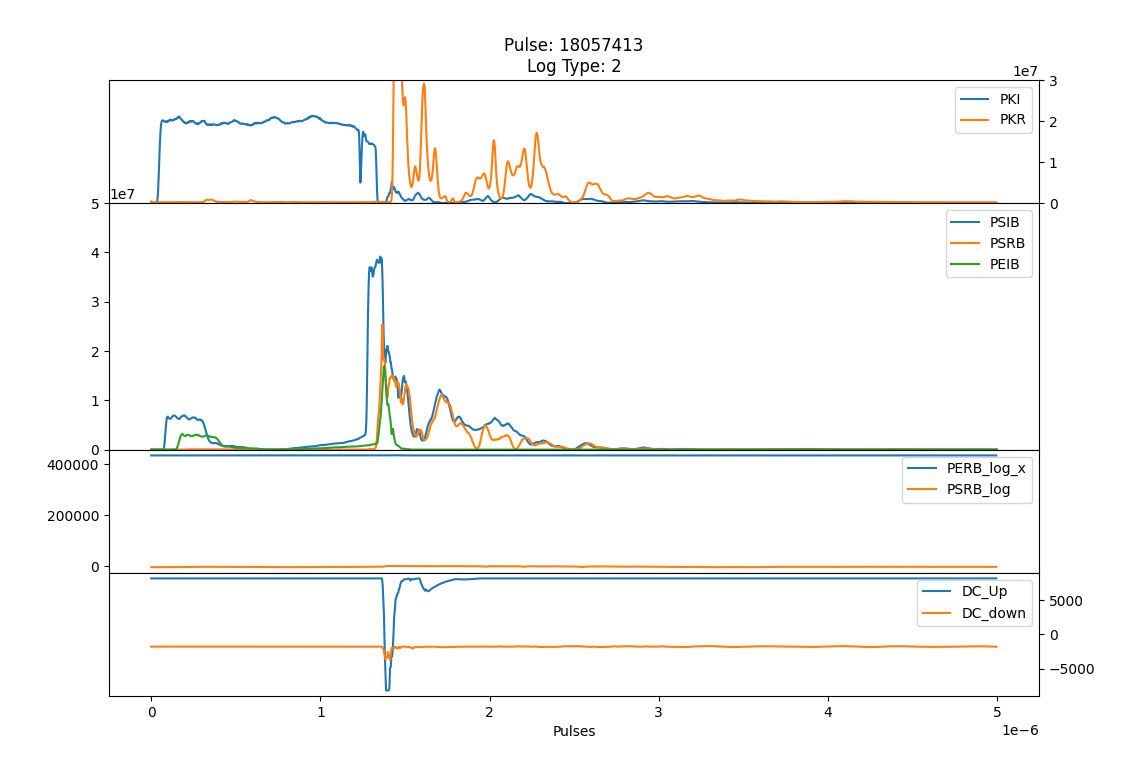 Pulse: 18057413
Log Type: 2
1e7
3
PKI
PKR
2
1
0
1e7
5
4
3
2
1
0
PSIB
PSRB
PEIB
400000
200000
0
PERB_log_x
PSRB_log
DC_Up
DC_down
5000
0
−5000
0 1 2 3 4 5
Pulses
1e−6